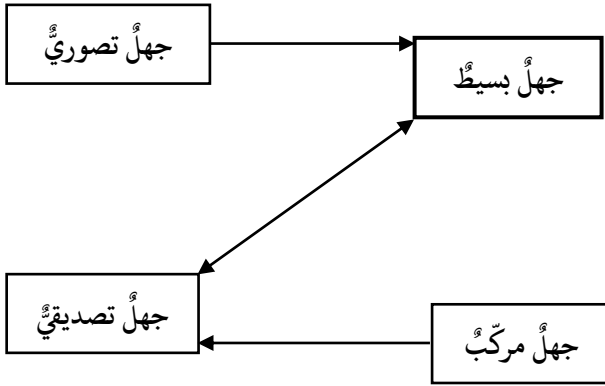 جهلٌ تصوريٌّ
جهلٌ بسيطٌ
جهلٌ تصديقيٌّ
جهلٌ مركّبٌ